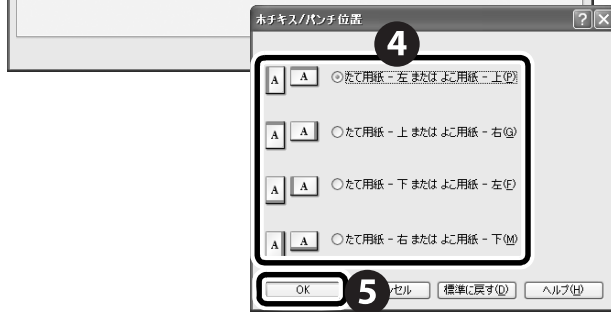 ホチキス/パンチ位置
4
A A たて用紙 - 左 または よこ用紙 - 上(P)
A A たて用紙 - 上 または よこ用紙 - 右(G)
A A たて用紙 - 下 または よこ用紙 - 左(F)
A A たて用紙 - 右 または よこ用紙 - 下(M)
OK 5 ンセル 標準に戻す(D) ヘルプ(H)